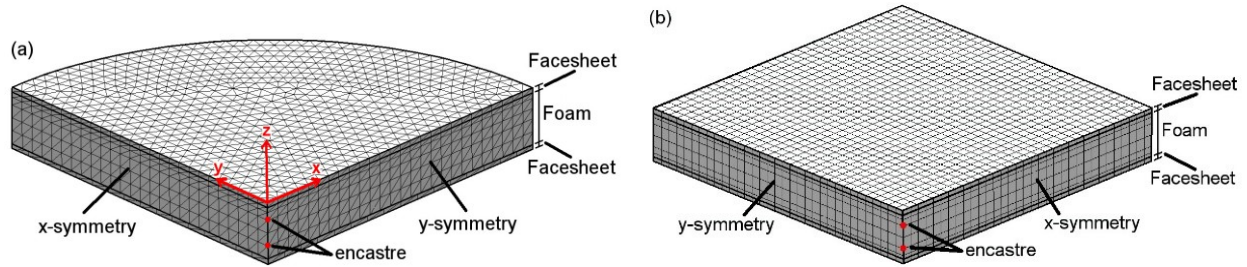 (a)
Facesheet
Foam
Facesheet
z
y
x
x-symmetry
y-symmetry
encastre
(b)
Facesheet
Foam
Facesheet
y-symmetry
x-symmetry
encastre